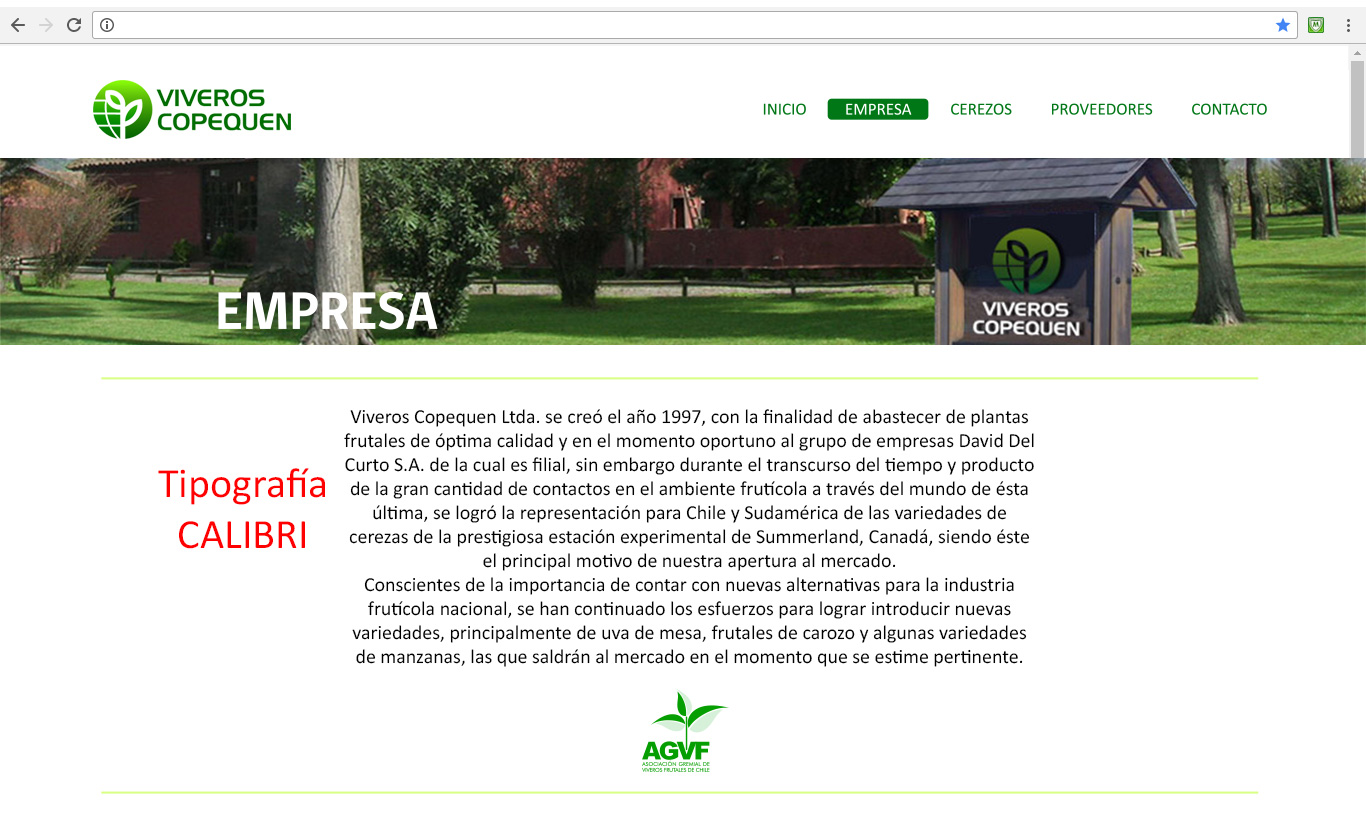 VIVEROS
COPEQUEN
INICIO
EMPRESA
CEREZOS
PROVEEDORES
CONTACTO
EMPRESA
VIVEROS
COPEQUEN
Tipografía
CALIBRI
Viveros Copequen Ltda. se creó el año 1997, con la finalidad de abastecer de plantas
frutales de óptima calidad y en el momento oportuno al grupo de empresas David Del
Curto S.A. de la cual es filial, sin embargo durante el transcurso del tiempo y producto
de la gran cantidad de contactos en el ambiente frutícola a través del mundo de ésta
última, se logró la representación para Chile y Sudamérica de las variedades de
cerezas de la prestigiosa estación experimental de Summerland, Canadá, siendo éste
el principal motivo de nuestra apertura al mercado.
Conscientes de la importancia de contar con nuevas alternativas para la industria
frutícola nacional, se han continuado los esfuerzos para lograr introducir nuevas
variedades, principalmente de uva de mesa, frutales de carozo y algunas variedades
de manzanas, las que saldrán al mercado en el momento que se estime pertinente.
AGVF
ASOCIACION GREMIAL DE
VIVEROS FRUTALES DE CHILE